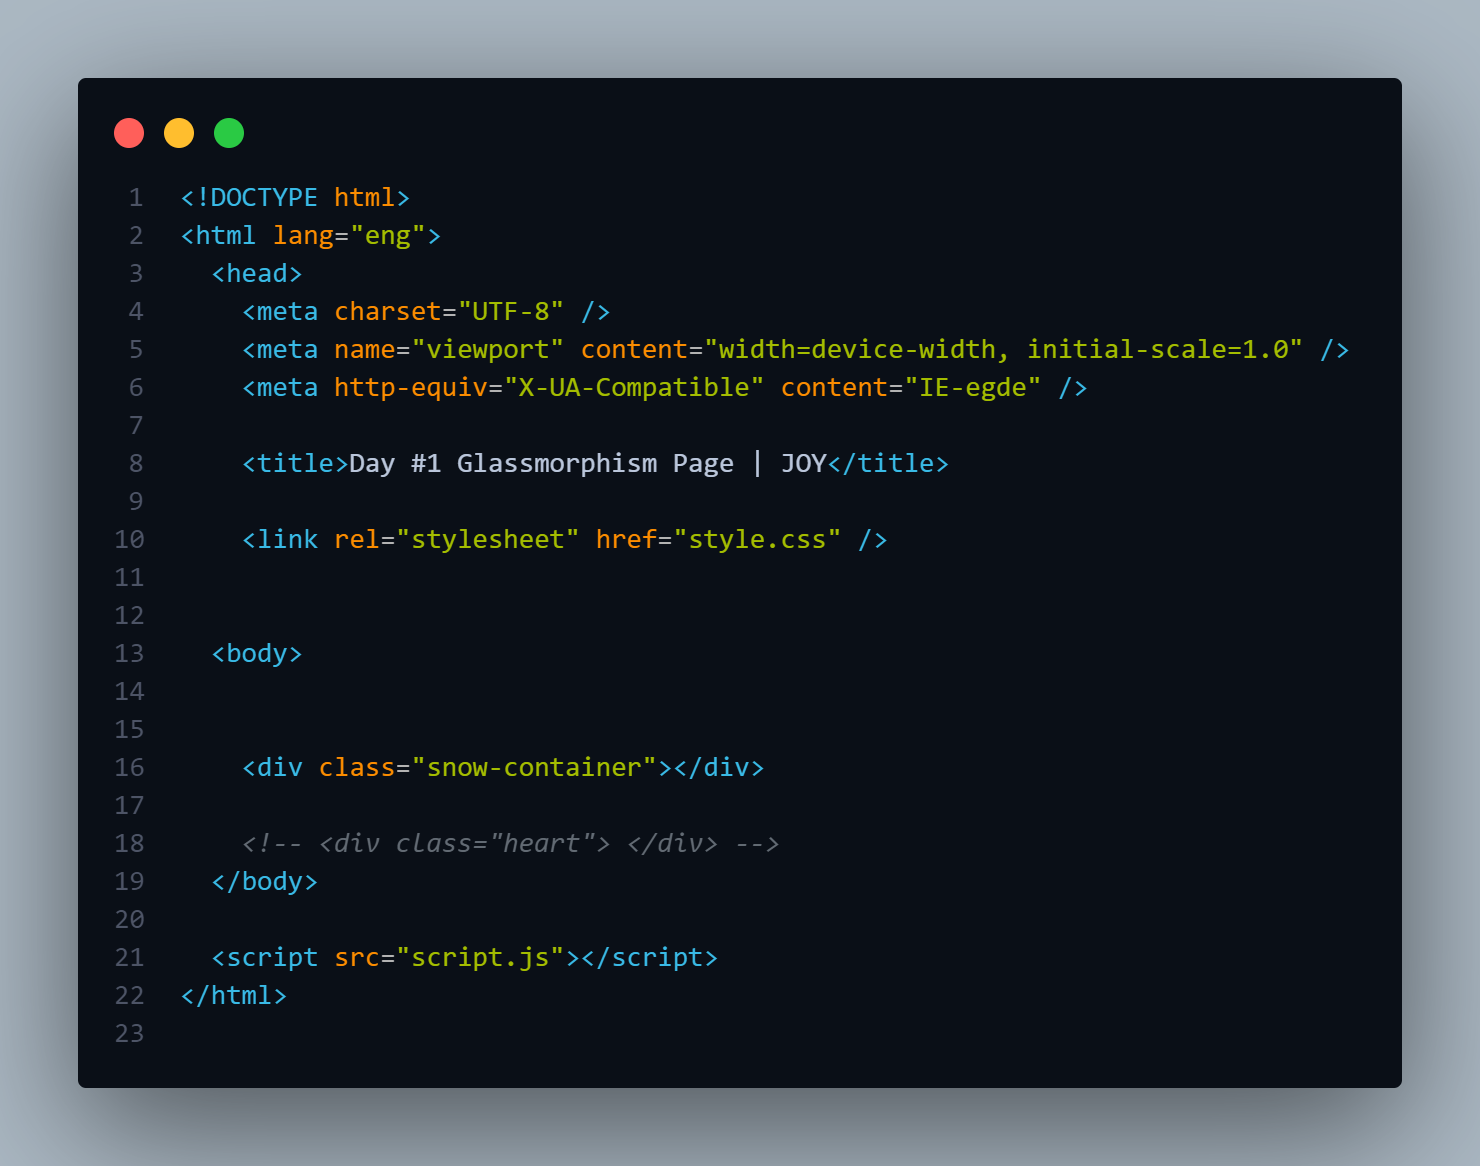 1 <!DOCTYPE html>
2 <html lang="eng">
3   <head>
4     <meta charset="UTF-8" />
5     <meta name="viewport" content="width=device-width, initial-scale=1.0" />
6     <meta http-equiv="X-UA-Compatible" content="IE-egde" />
7
8     <title>Day #1 Glassmorphism Page | JOY</title>
9
10     <link rel="stylesheet" href="style.css" />
11
12
13   <body>
14
15
16     <div class="snow-container"></div>
17
18     <!-- <div class="heart"> </div> -->
19   </body>
20
21   <script src="script.js"></script>
22 </html>
23